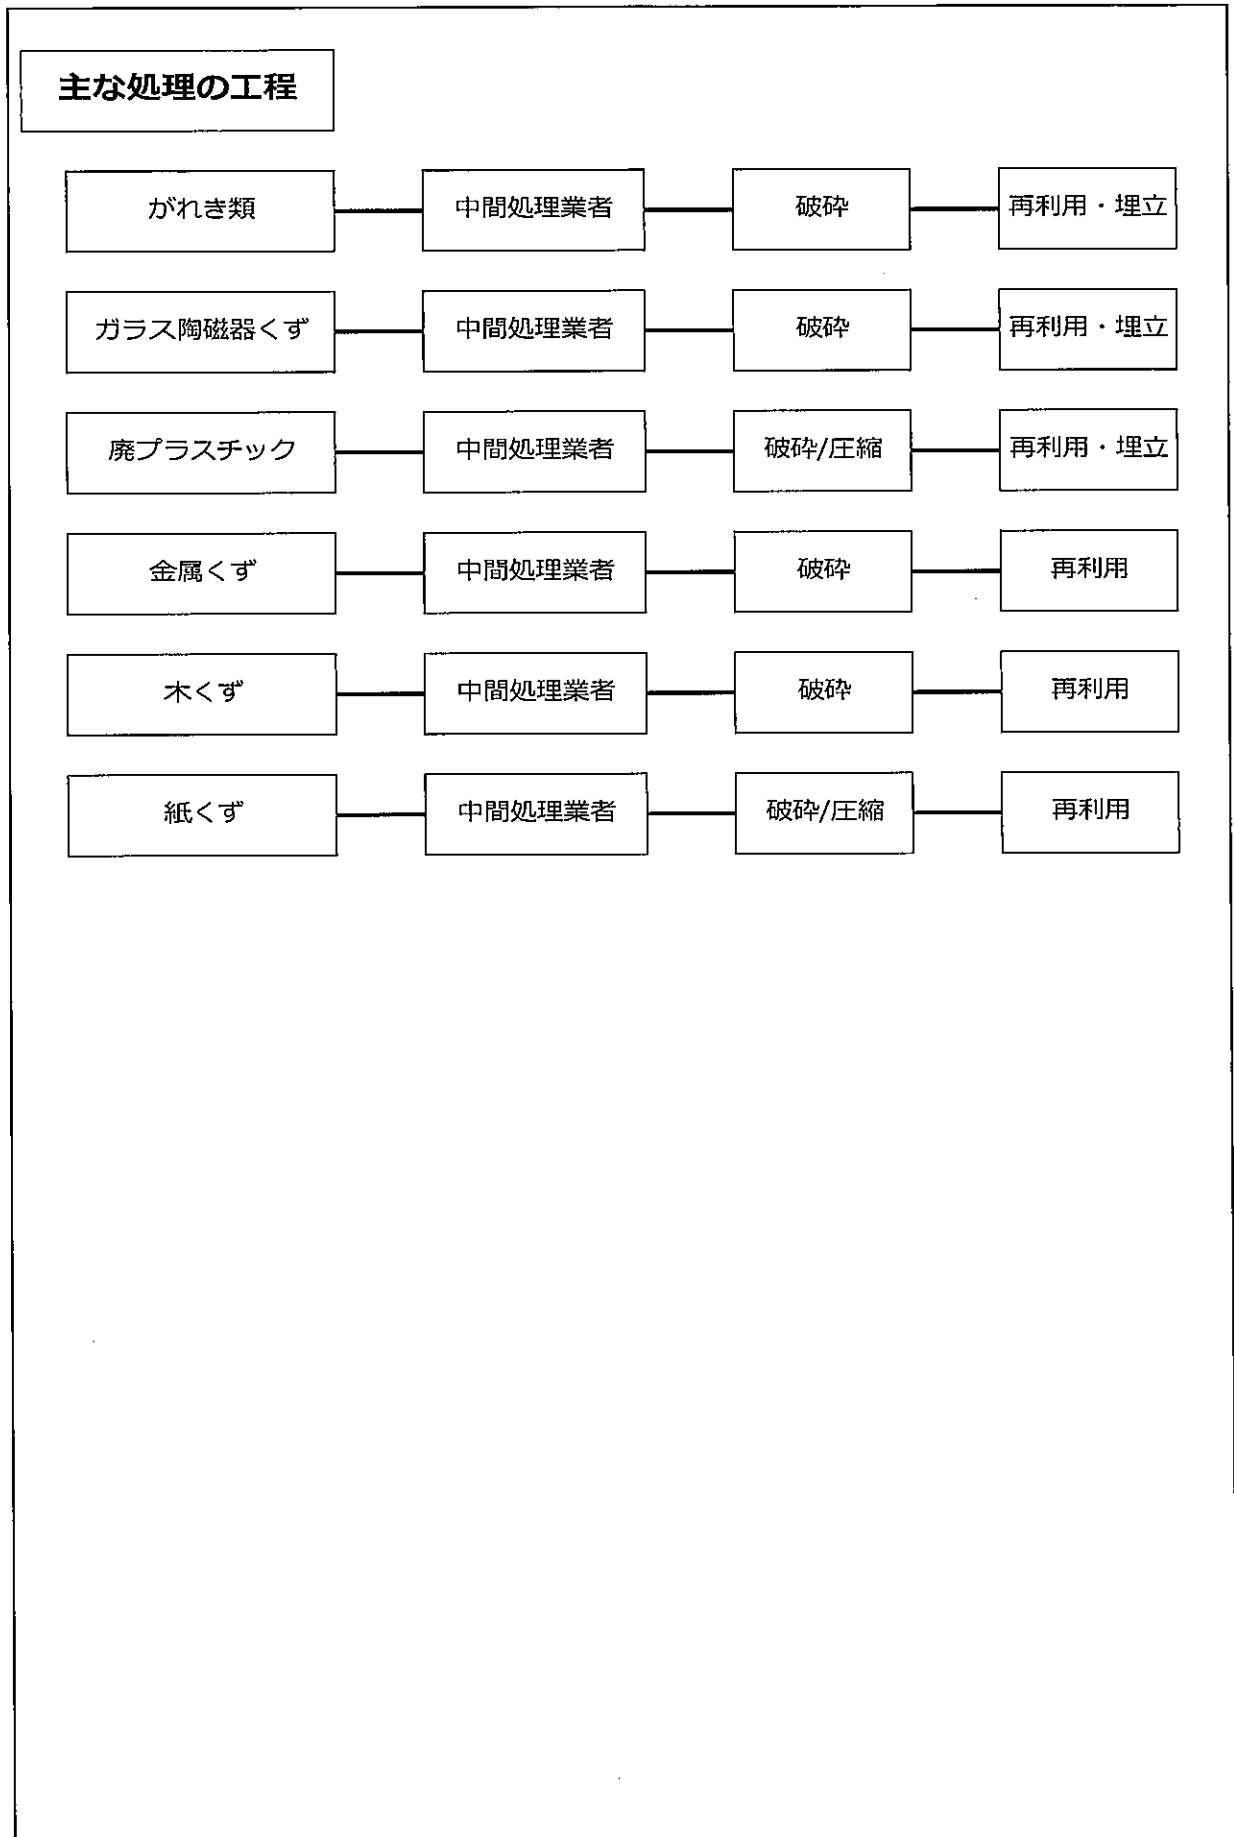 主な処理の工程
がれき類 中間処理業者 破砕 再利用・埋立
ガラス陶磁器くず 中間処理業者 破砕 再利用・埋立
廃プラスチック 中間処理業者 破砕/圧縮 再利用・埋立
金属くず 中間処理業者 破砕 再利用
木くず 中間処理業者 破砕 再利用
紙くず 中間処理業者 破砕/圧縮 再利用